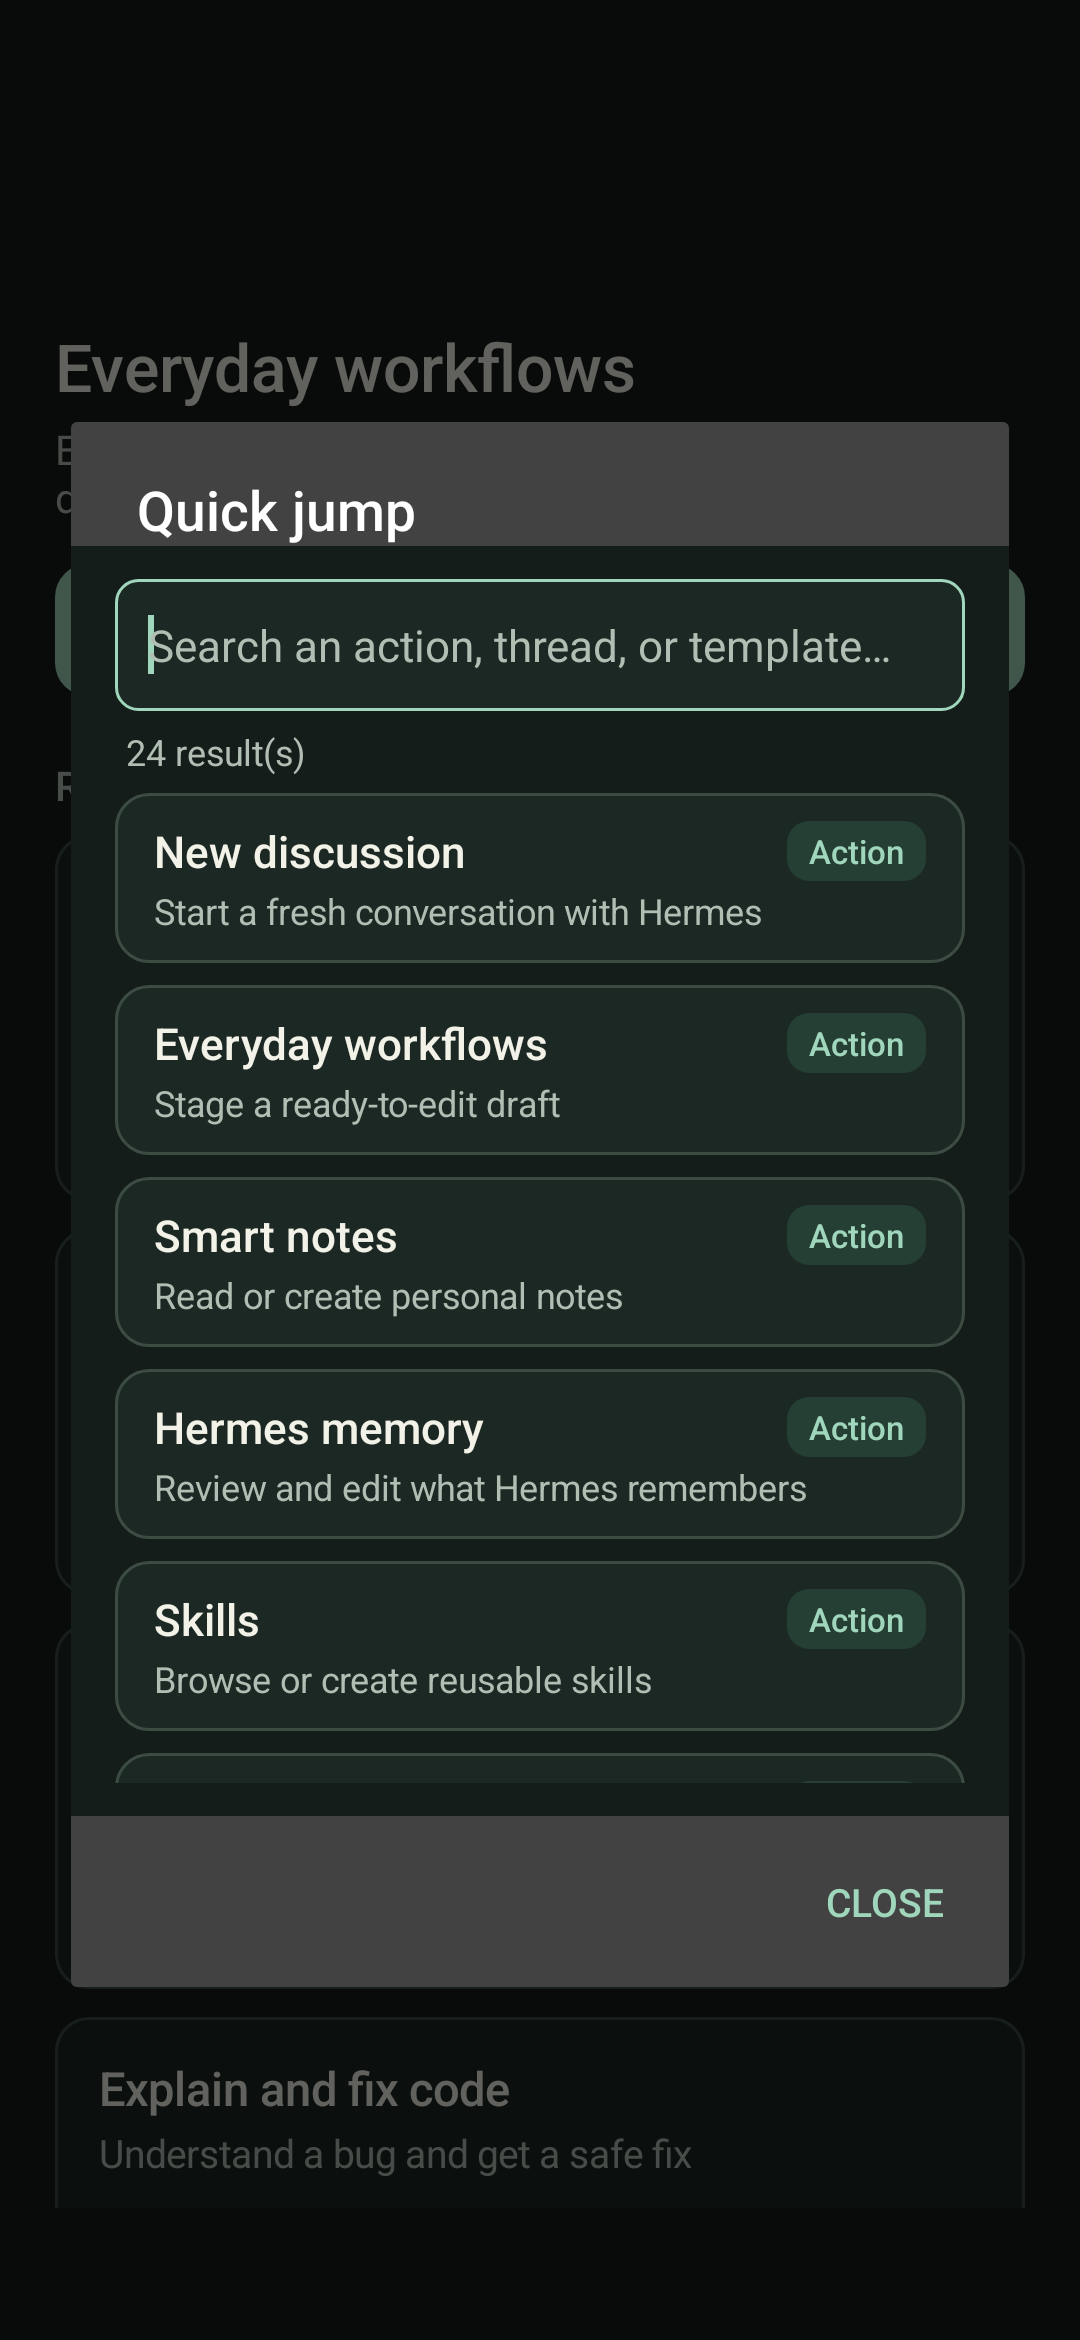 Everyday workflows
Quick jump
Search an action, thread, or template...
24 result(s)
New discussion
Action
Start a fresh conversation with Hermes
Everyday workflows
Action
Stage a ready-to-edit draft
Smart notes
Action
Read or create personal notes
Hermes memory
Action
Review and edit what Hermes remembers
Skills
Action
Browse or create reusable skills
CLOSE
Explain and fix code
Understand a bug and get a safe fix